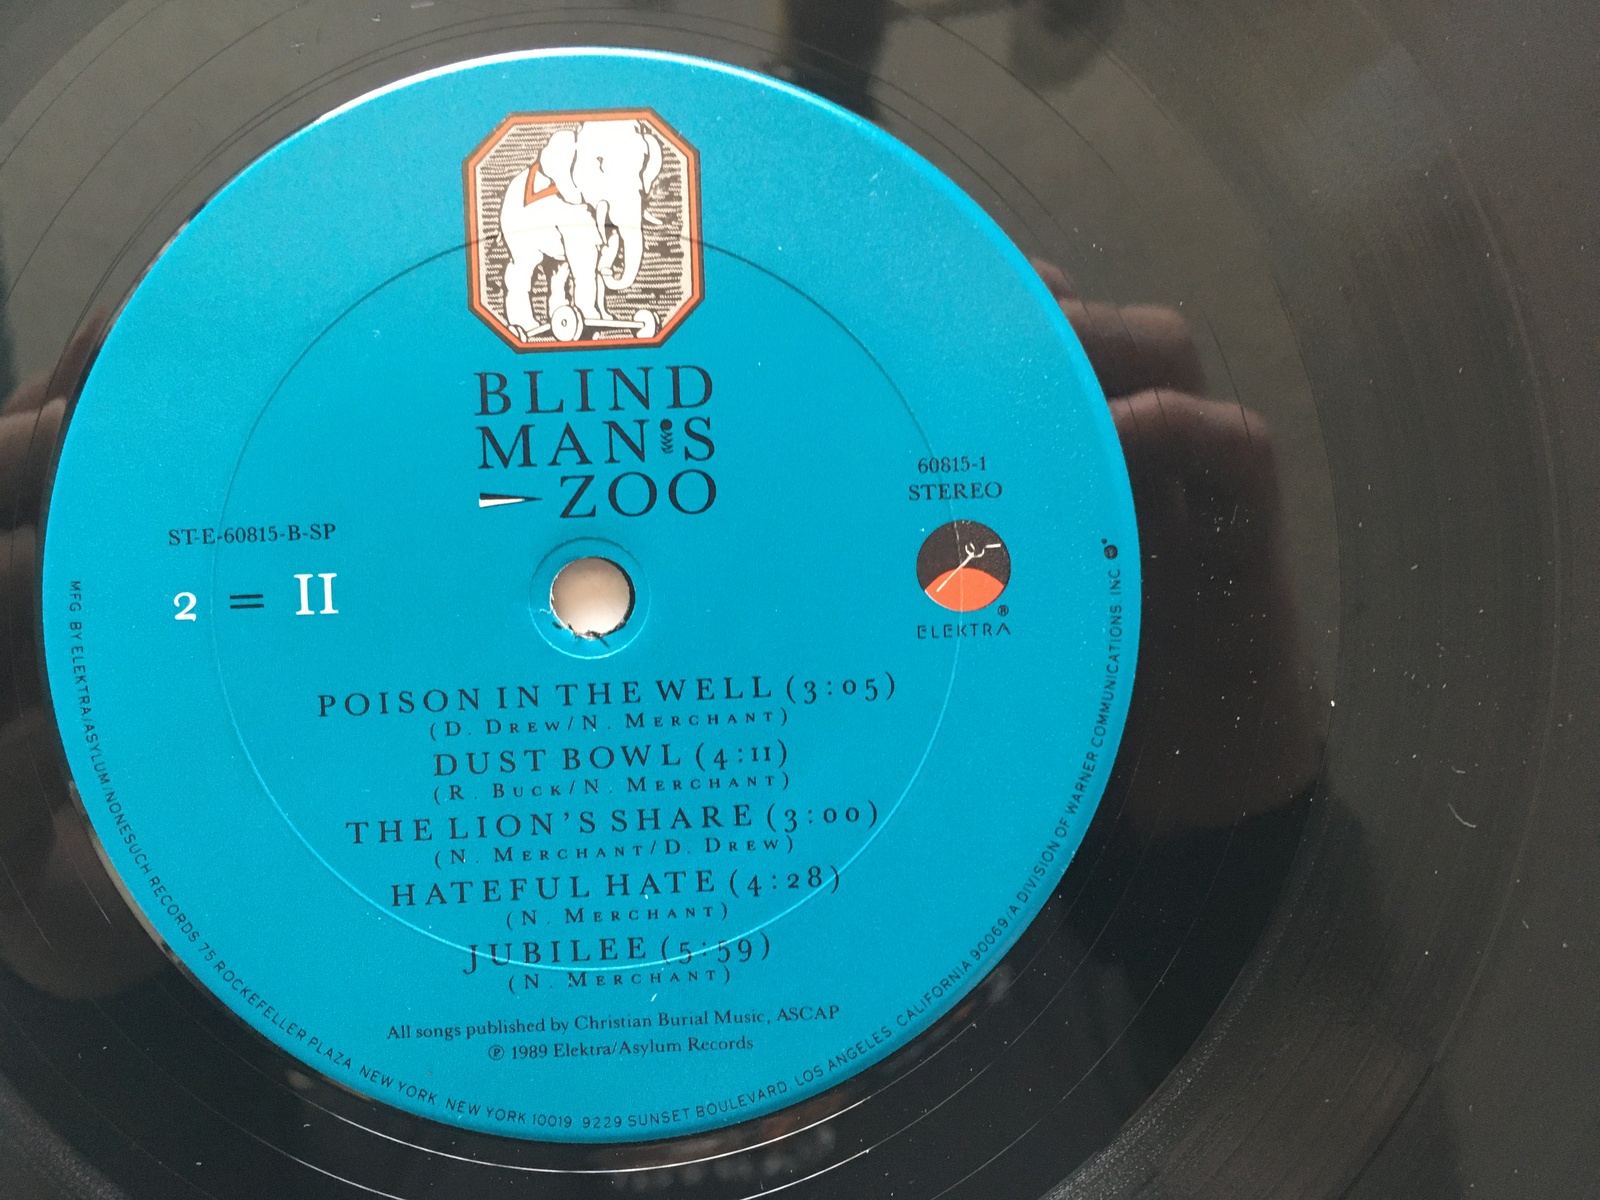 BLIND
MAN'S
ZOO
60815-1
STEREO
ST-E-60815-B-SP
2 = II
ELEKTRA®
POISON IN THE WELL (3:05)
(D. DREW/N. MERCHANT)
DUST BOWL (4:11)
(R. BUCK/N. MERCHANT)
THE LION'S SHARE (3:00)
(N. MERCHANT/D. DREW)
HATEFUL HATE (4:28)
(N. MERCHANT)
JUBILEE (5:59)
(N. MERCHANT)
All songs published by Christian Burial Music, ASCAP
℗ 1989 Elektra/Asylum Records
MFG. BY ELEKTRA/ASYLUM/NONESUCH RECORDS 75 ROCKEFELLER PLAZA, NEW YORK, NEW YORK 10019 9229 SUNSET BOULEVARD, LOS ANGELES, CALIFORNIA 90069/A DIVISION OF WARNER COMMUNICATIONS INC.